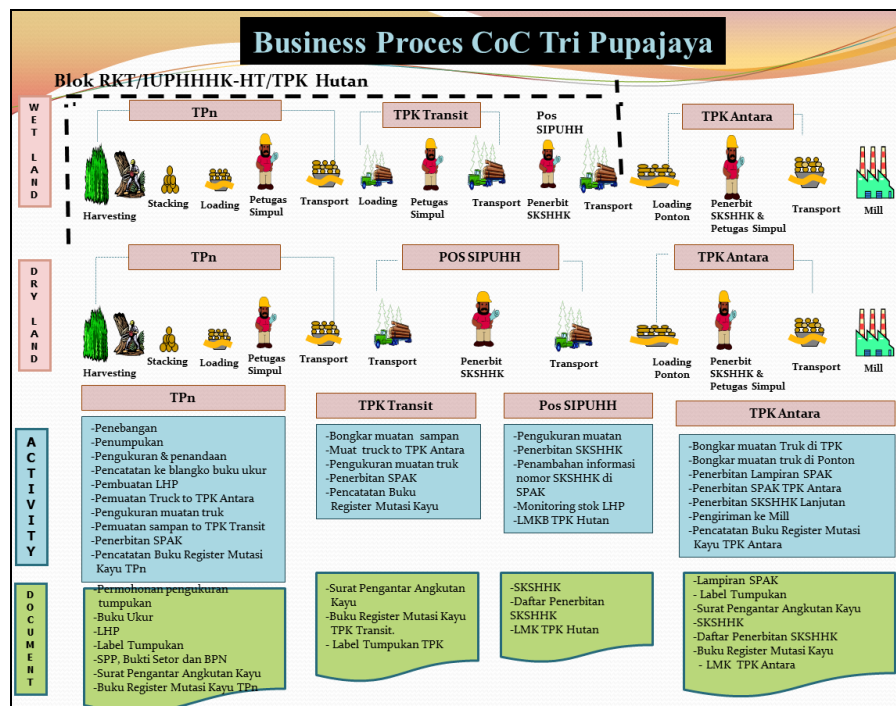 Business Proces CoC Tri Pupajaya
Blok RKT/IUPHHHK-HT/TPK Hutan
WET LAND
TPn
TPK Transit
Pos
SIPUHH
TPK Antara
Harvesting
Stacking
Loading
Petugas
Simpul
Transport
Loading
Petugas
Simpul
Transport
Penerbit
SKSHHK
Transport
Loading
Ponton
Penerbit
SKSHHK &
Petugas Simpul
Transport
Mill
DRY LAND
TPn
POS SIPUHH
TPK Antara
Harvesting
Stacking
Loading
Petugas
Simpul
Transport
Transport
Penerbit
SKSHHK
Transport
Loading
Ponton
Penerbit
SKSHHK &
Petugas Simpul
Transport
Mill
ACTIVITY
TPn
-Penebangan
-Penumpukan
-Pengukuran & penandaan
-Pencatatan ke blangko buku ukur
-Pembuatan LHP
-Pemuatan Truck to TPK Antara
-Pengukuran muatan truk
-Pemuatan sampan to TPK Transit
-Penerbitan SPAK
-Pencatatan Buku Register Mutasi
Kayu TPn
TPK Transit
-Bongkar muatan sampan
-Muat truck to TPK Antara
-Pengukuran muatan truk
-Penerbitan SPAK
-Pencatatan Buku
Register Mutasi Kayu
Pos SIPUHH
-Pengukuran muatan
-Penerbitan SKSHHK
-Penambahan informasi
nomor SKSHHK di
SPAK
-Monitoring stok LHP
-LMKB TPK Hutan
TPK Antara
-Bongkar muatan Truk di TPK
-Bongkar muatan truk di Ponton
-Penerbitan Lampiran SPAK
-Penerbitan SPAK TPK Antara
-Penerbitan SKSHHK Lanjutan
-Pengiriman ke Mill
-Pencatatan Buku Register Mutasi
Kayu TPK Antara
DOCUMENT
-Permohonan pengukuran
tumpukan
-Buku Ukur
-LHP
-Label Tumpukan
-SPP, Bukti Setor dan BPN
-Surat Pengantar Angkutan Kayu
-Buku Register Mutasi Kayu TPn
-Surat Pengantar Angkutan
Kayu
-Buku Register Mutasi Kayu
TPK Transit.
- Label Tumpukan TPK
-SKSHHK
-Daftar Penerbitan
SKSHHK
-LMK TPK Hutan
-Lampiran SPAK
- Label Tumpukan
-Surat Pengantar Angkutan Kayu
-SKSHHK
-Daftar Penerbitan SKSHHK
-Buku Register Mutasi Kayu
- LMK TPK Antara